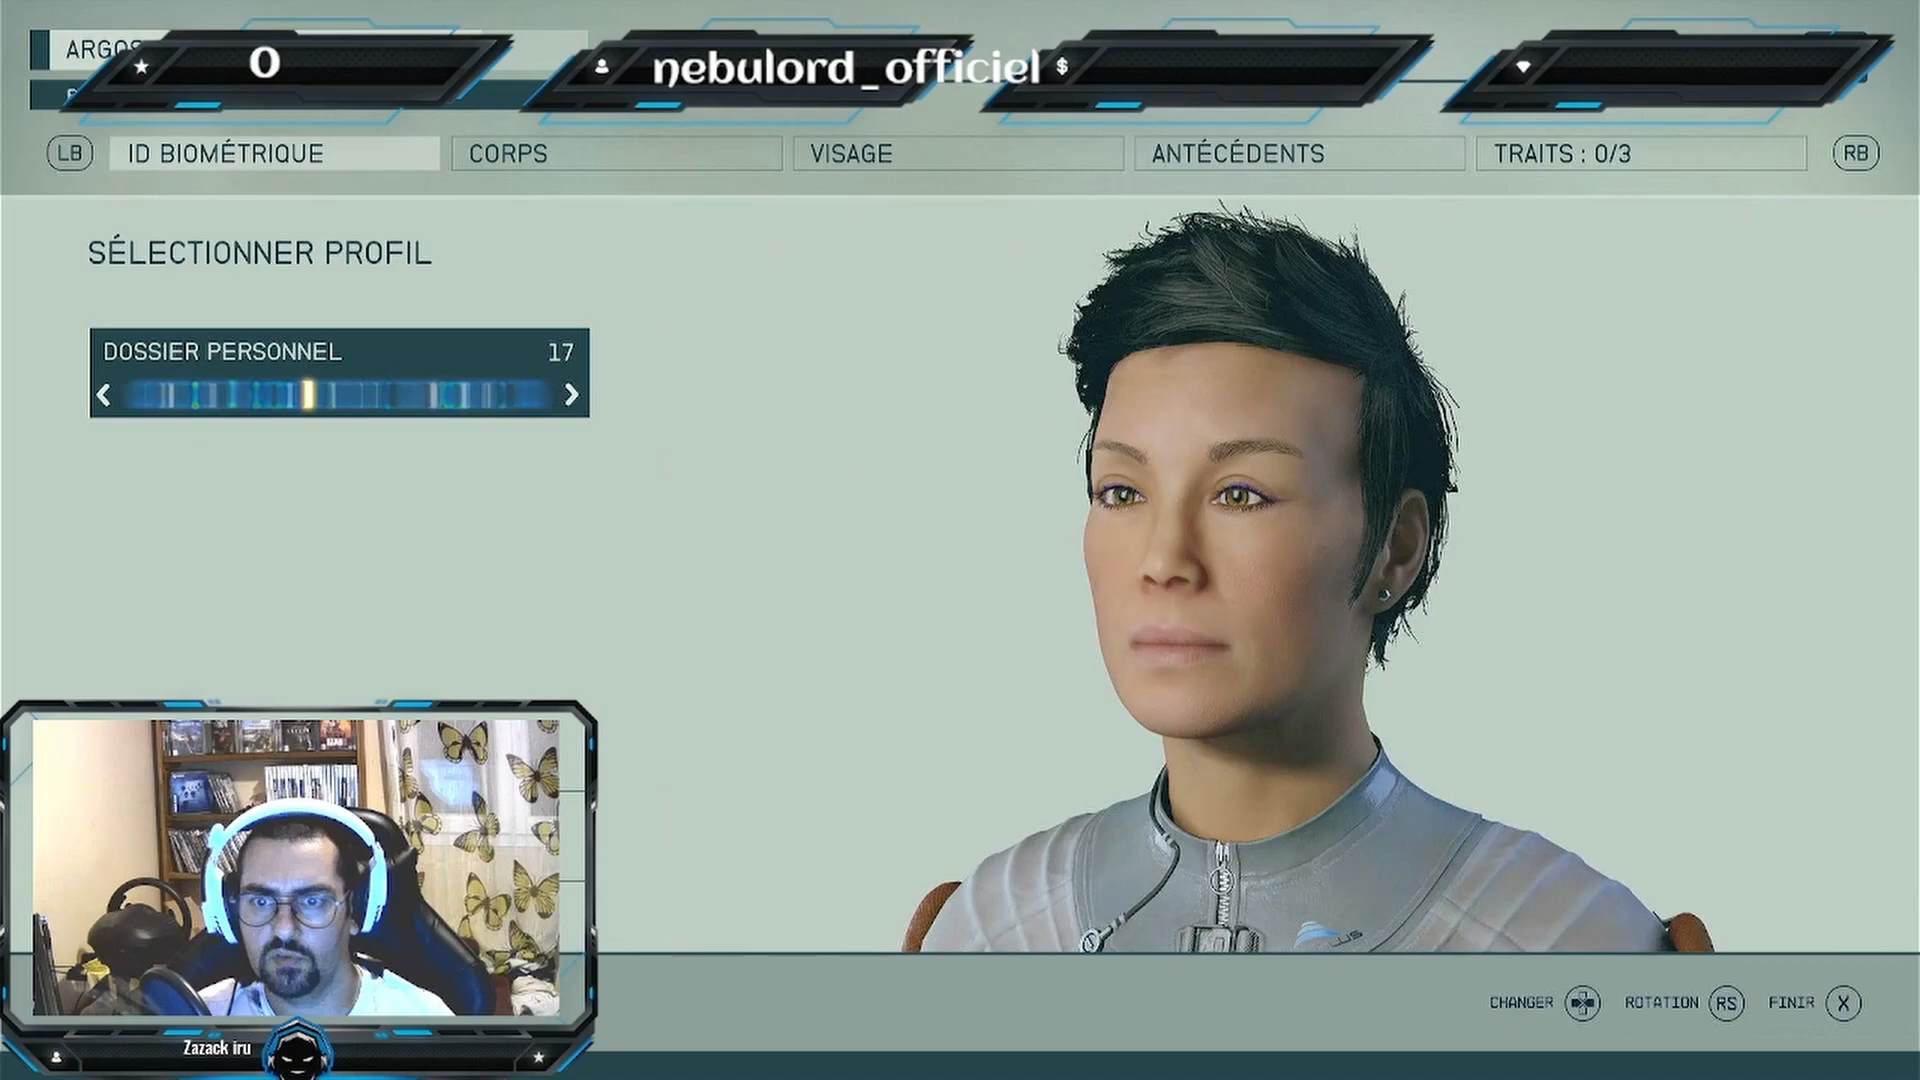 ARGOS
0
nebulord_officiel
$
LB
ID BIOMÉTRIQUE
CORPS
VISAGE
ANTÉCÉDENTS
TRAITS : 0/3
RB
SÉLECTIONNER PROFIL
DOSSIER PERSONNEL 17
CHANGER
ROTATION RS
FINIR X
Zazack iru